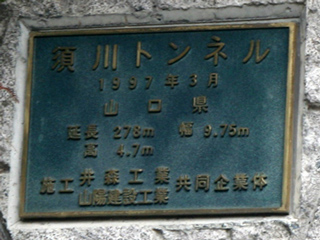 須川トンネル
1997年3月
山口県
延長 278m 幅 9.75m
高 4.7m
施工 井森工業 共同企業体
山陽建設工業